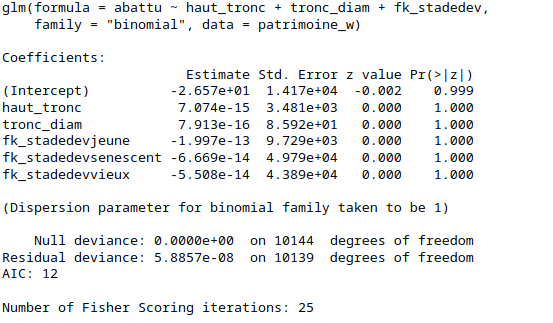 glm(formula = abattu ~ haut_tronc + tronc_diam + fk_stadedev,
    family = "binomial", data = patrimoine_w)

Coefficients:
                       Estimate Std. Error z value Pr(>|z|)
(Intercept)          -2.657e+01  1.417e+04  -0.002    0.999
haut_tronc            7.074e-15  3.481e+03   0.000    1.000
tronc_diam            7.913e-16  8.592e+01   0.000    1.000
fk_stadedevjeune     -1.997e-13  9.729e+03   0.000    1.000
fk_stadedevsenescent -6.669e-14  4.979e+04   0.000    1.000
fk_stadedevvieux     -5.508e-14  4.389e+04   0.000    1.000

(Dispersion parameter for binomial family taken to be 1)

    Null deviance: 0.0000e+00  on 10144  degrees of freedom
Residual deviance: 5.8857e-08  on 10139  degrees of freedom
AIC: 12

Number of Fisher Scoring iterations: 25